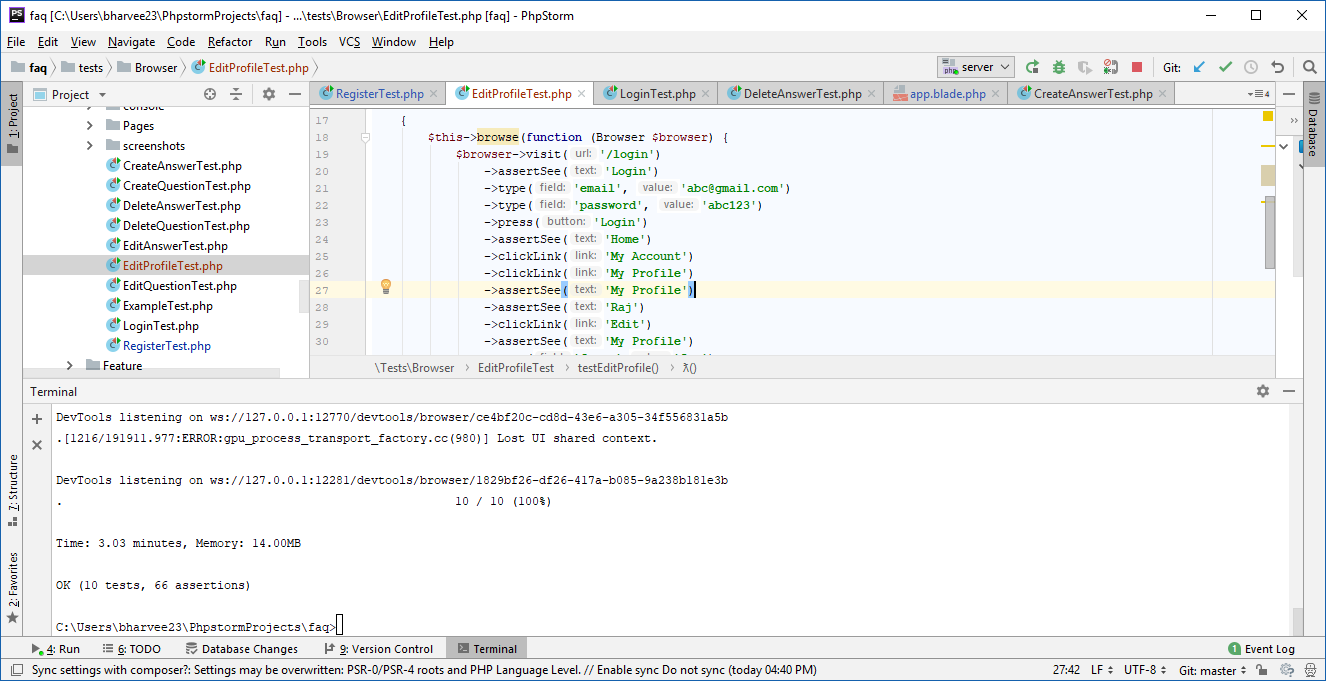 faq [C:\Users\bharvee23\PhpstormProjects\faq] - ...\tests\Browser\EditProfileTest.php [faq] - PhpStorm
File Edit View Navigate Code Refactor Run Tools VCS Window Help
faq tests Browser EditProfileTest.php server Git:
1: Project
Project
RegisterTest.php EditProfileTest.php LoginTest.php DeleteAnswerTest.php app.blade.php CreateAnswerTest.php 4
Database
console
Pages
screenshots
CreateAnswerTest.php
CreateQuestionTest.php
DeleteAnswerTest.php
DeleteQuestionTest.php
EditAnswerTest.php
EditProfileTest.php
EditQuestionTest.php
ExampleTest.php
LoginTest.php
RegisterTest.php
Feature
17 {
18 $this->browse(function (Browser $browser) {
19 $browser->visit( url: '/login')
20 ->assertSee( text: 'Login')
21 ->type( field: 'email', value: 'abc@gmail.com')
22 ->type( field: 'password', value: 'abc123')
23 ->press( button: 'Login')
24 ->assertSee( text: 'Home')
25 ->clickLink( link: 'My Account')
26 ->clickLink( link: 'My Profile')
27 ->assertSee( text: 'My Profile')
28 ->assertSee( text: 'Raj')
29 ->clickLink( link: 'Edit')
30 ->assertSee( text: 'My Profile')
\Tests\Browser › EditProfileTest › testEditProfile() › λ()
Terminal
DevTools listening on ws://127.0.0.1:12770/devtools/browser/ce4bf20c-cd8d-43e6-a305-34f556831a5b
.[1216/191911.977:ERROR:gpu_process_transport_factory.cc(980)] Lost UI shared context.
DevTools listening on ws://127.0.0.1:12281/devtools/browser/1829bf26-df26-417a-b085-9a238b181e3b
. 10 / 10 (100%)
Time: 3.03 minutes, Memory: 14.00MB
OK (10 tests, 66 assertions)
C:\Users\bharvee23\PhpstormProjects\faq>
7: Structure
2: Favorites
4: Run 6: TODO Database Changes 9: Version Control Terminal 1 Event Log
Sync settings with composer?: Settings may be overwritten: PSR-0/PSR-4 roots and PHP Language Level. // Enable sync Do not sync (today 04:40 PM) 27:42 LF UTF-8 Git: master